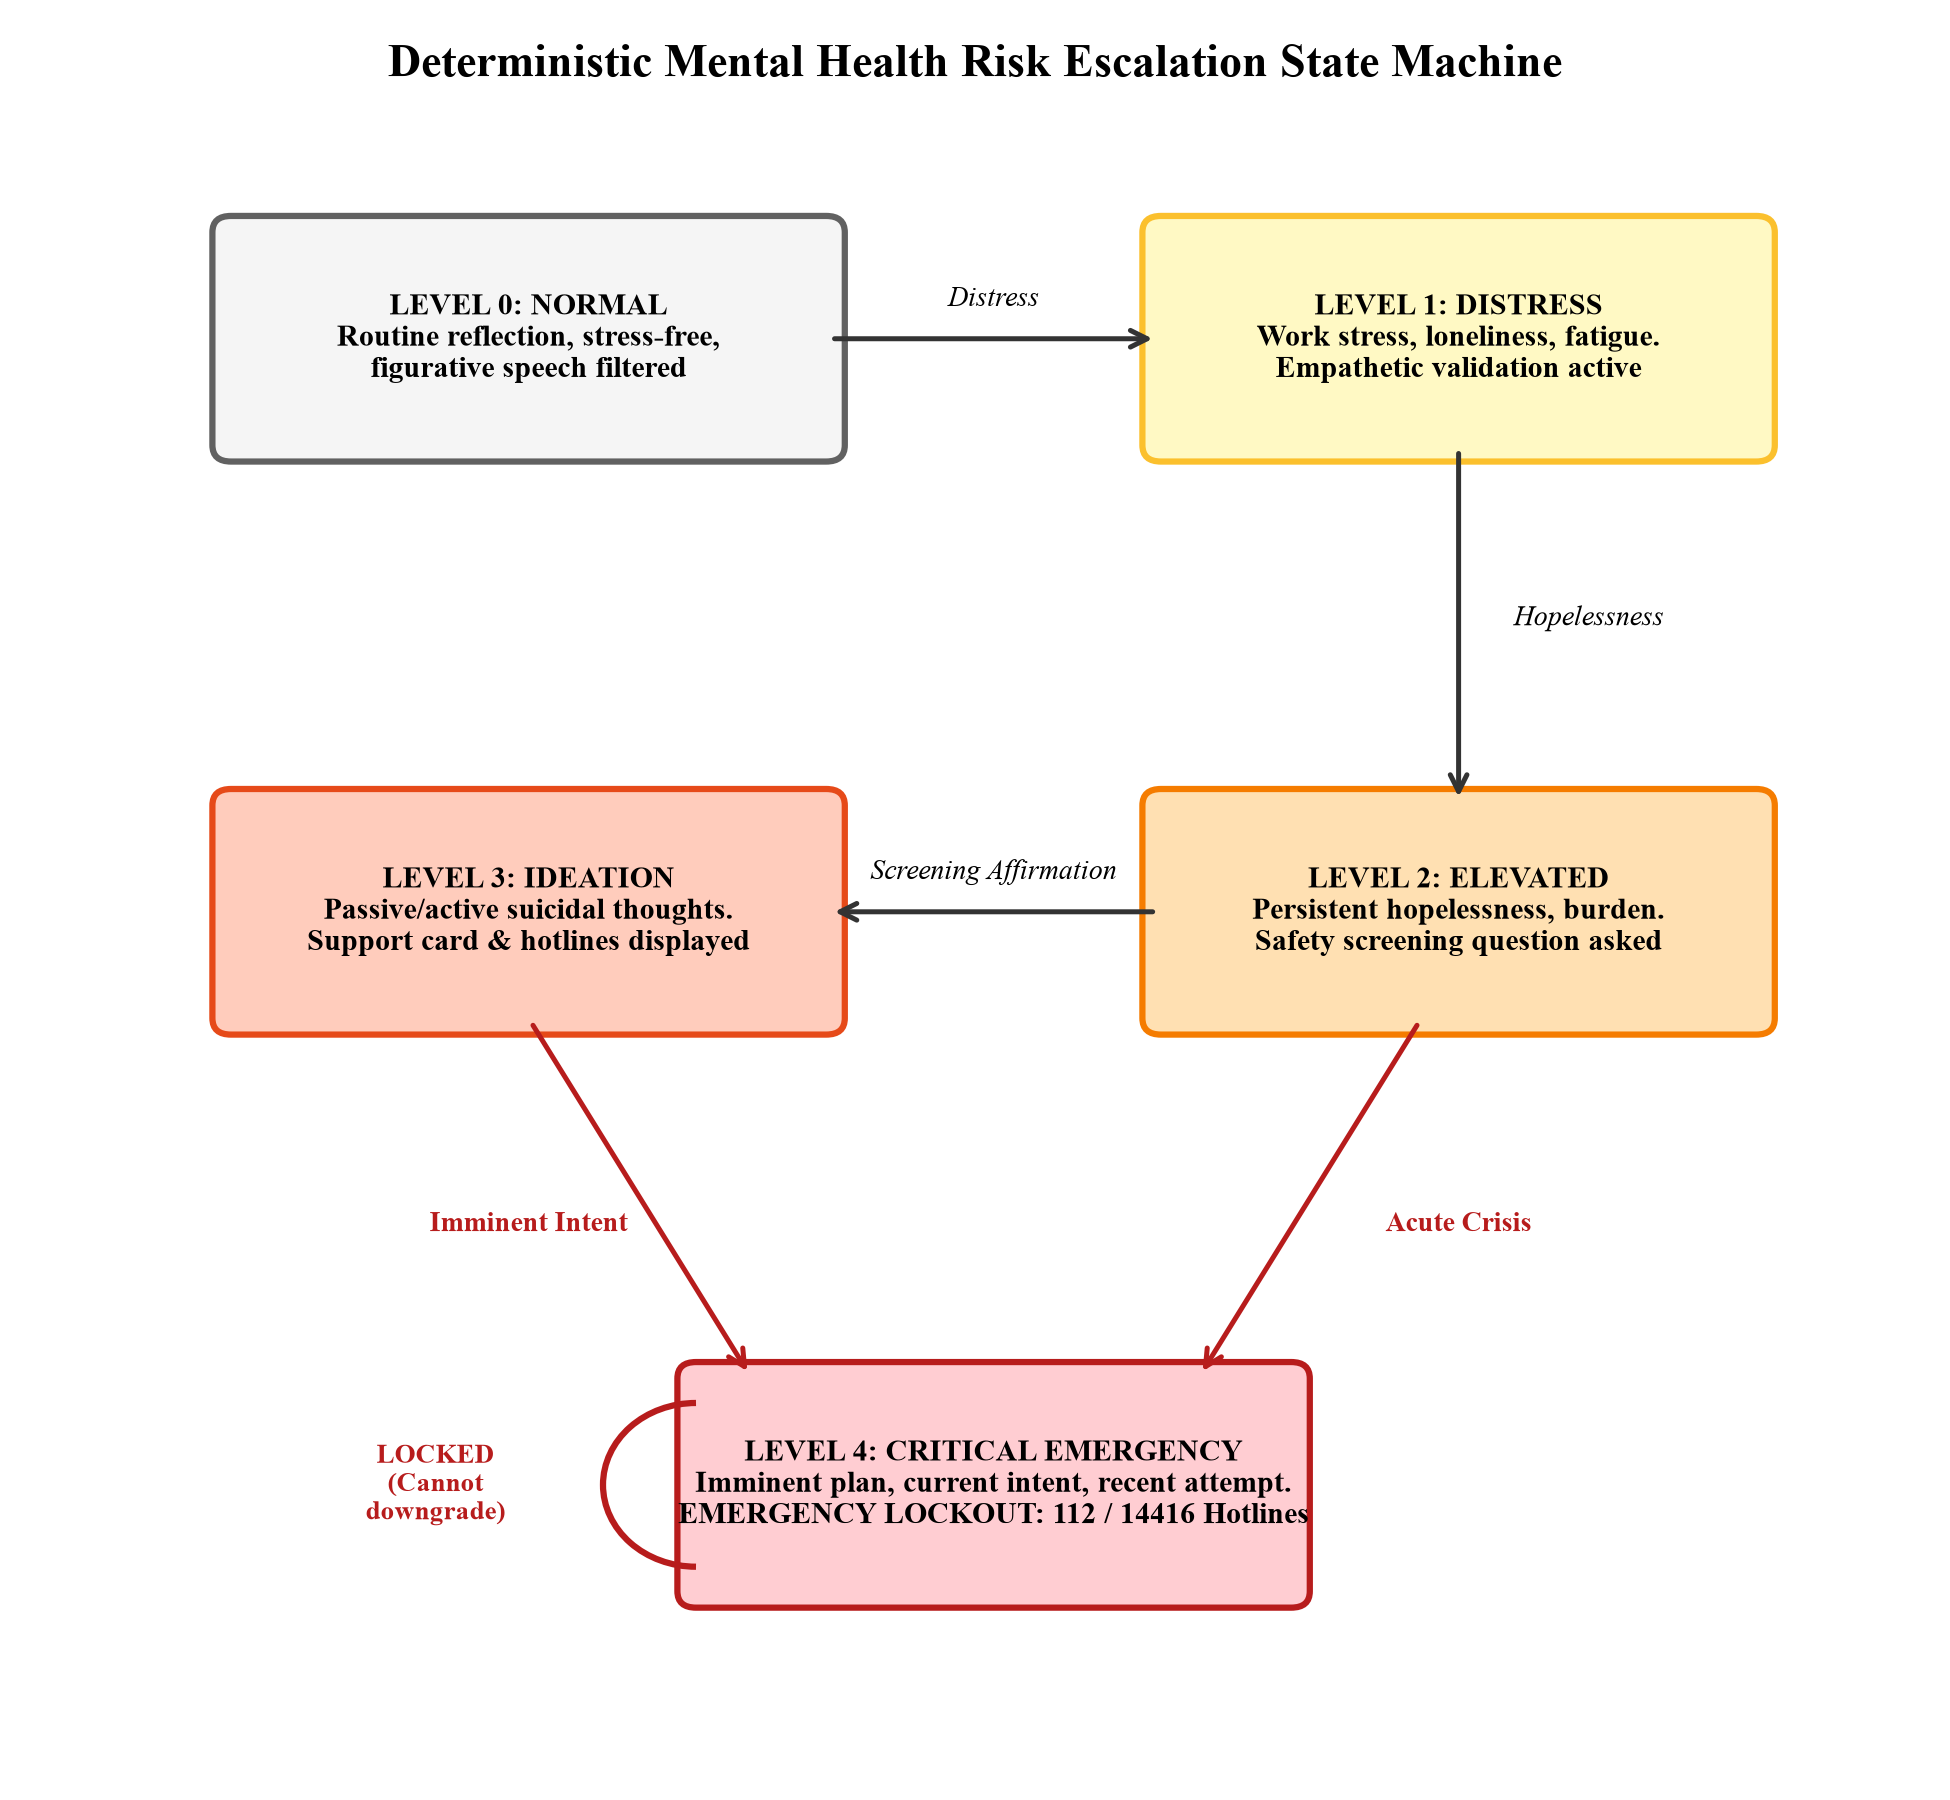 Deterministic Mental Health Risk Escalation State Machine
LEVEL 0: NORMAL
Routine reflection, stress-free,
figurative speech filtered
Distress
LEVEL 1: DISTRESS
Work stress, loneliness, fatigue.
Empathetic validation active
Hopelessness
LEVEL 3: IDEATION
Passive/active suicidal thoughts.
Support card & hotlines displayed
Screening Affirmation
LEVEL 2: ELEVATED
Persistent hopelessness, burden.
Safety screening question asked
Imminent Intent
Acute Crisis
LOCKED
(Cannot
downgrade)
LEVEL 4: CRITICAL EMERGENCY
Imminent plan, current intent, recent attempt.
EMERGENCY LOCKOUT: 112 / 14416 Hotlines